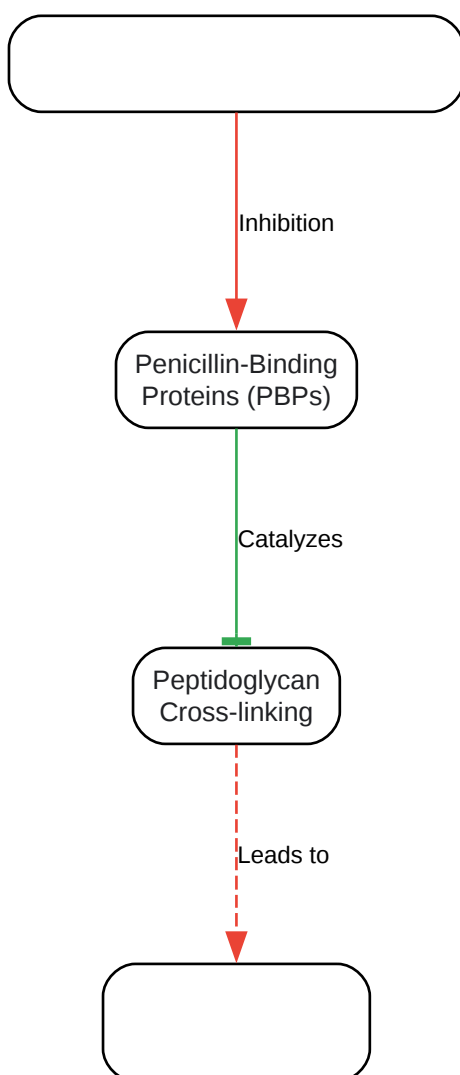 Inhibition
Penicillin-Binding
Proteins (PBPs)
Catalyzes
Peptidoglycan
Cross-linking
Leads to